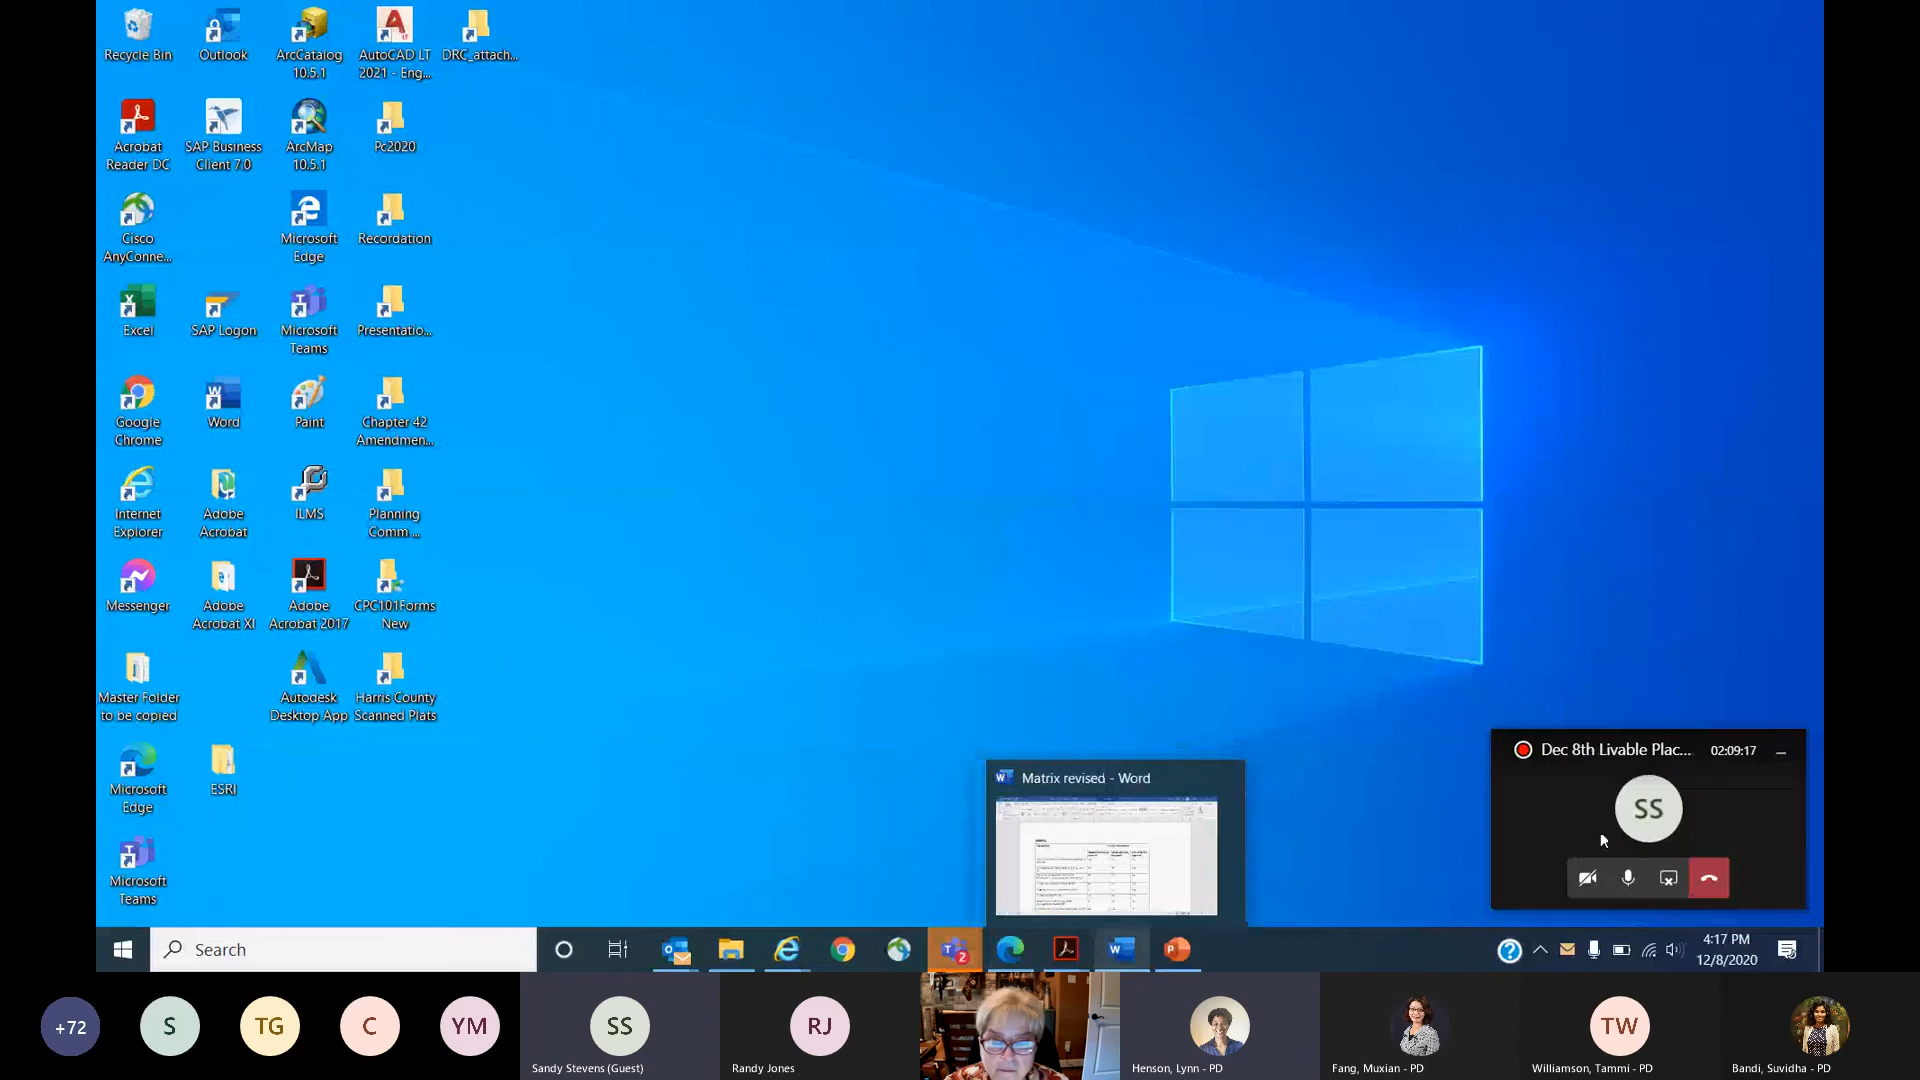 Recycle Bin
Outlook
ArcCatalog
10.5.1
AutoCAD LT
2021 - Eng...
DRC_attach...
Acrobat
Reader DC
SAP Business
Client 7.0
ArcMap
10.5.1
Pc2020
Cisco
AnyConne...
Microsoft
Edge
Recordation
Excel
SAP Logon
Microsoft
Teams
Presentatio...
Google
Chrome
Word
Paint
Chapter 42
Amendmen...
Internet
Explorer
Adobe
Acrobat
ILMS
Planning
Comm ...
Messenger
Adobe
Acrobat XI
Adobe
Acrobat 2017
CPC101Forms
New
Master Folder
to be copied
Autodesk
Desktop App
Harris County
Scanned Plats
Microsoft
Edge
ESRI
Microsoft
Teams
Matrix revised - Word
Dec 8th Livable Plac...
02:09:17
SS
Search
2
4:17 PM
12/8/2020
+72
S
TG
C
YM
SS
Sandy Stevens (Guest)
RJ
Randy Jones
Henson, Lynn - PD
Fang, Muxian - PD
TW
Williamson, Tammi - PD
Bandi, Suvidha - PD